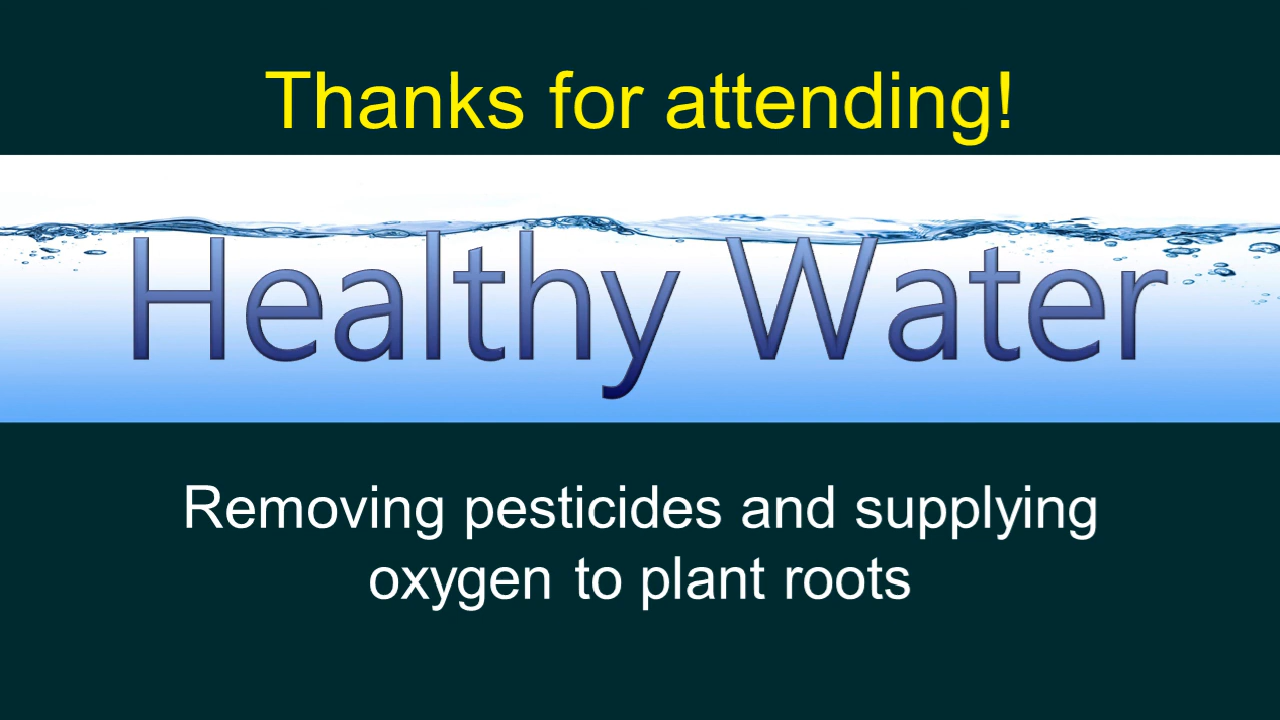 Thanks for attending!
Healthy Water
Removing pesticides and supplying
oxygen to plant roots